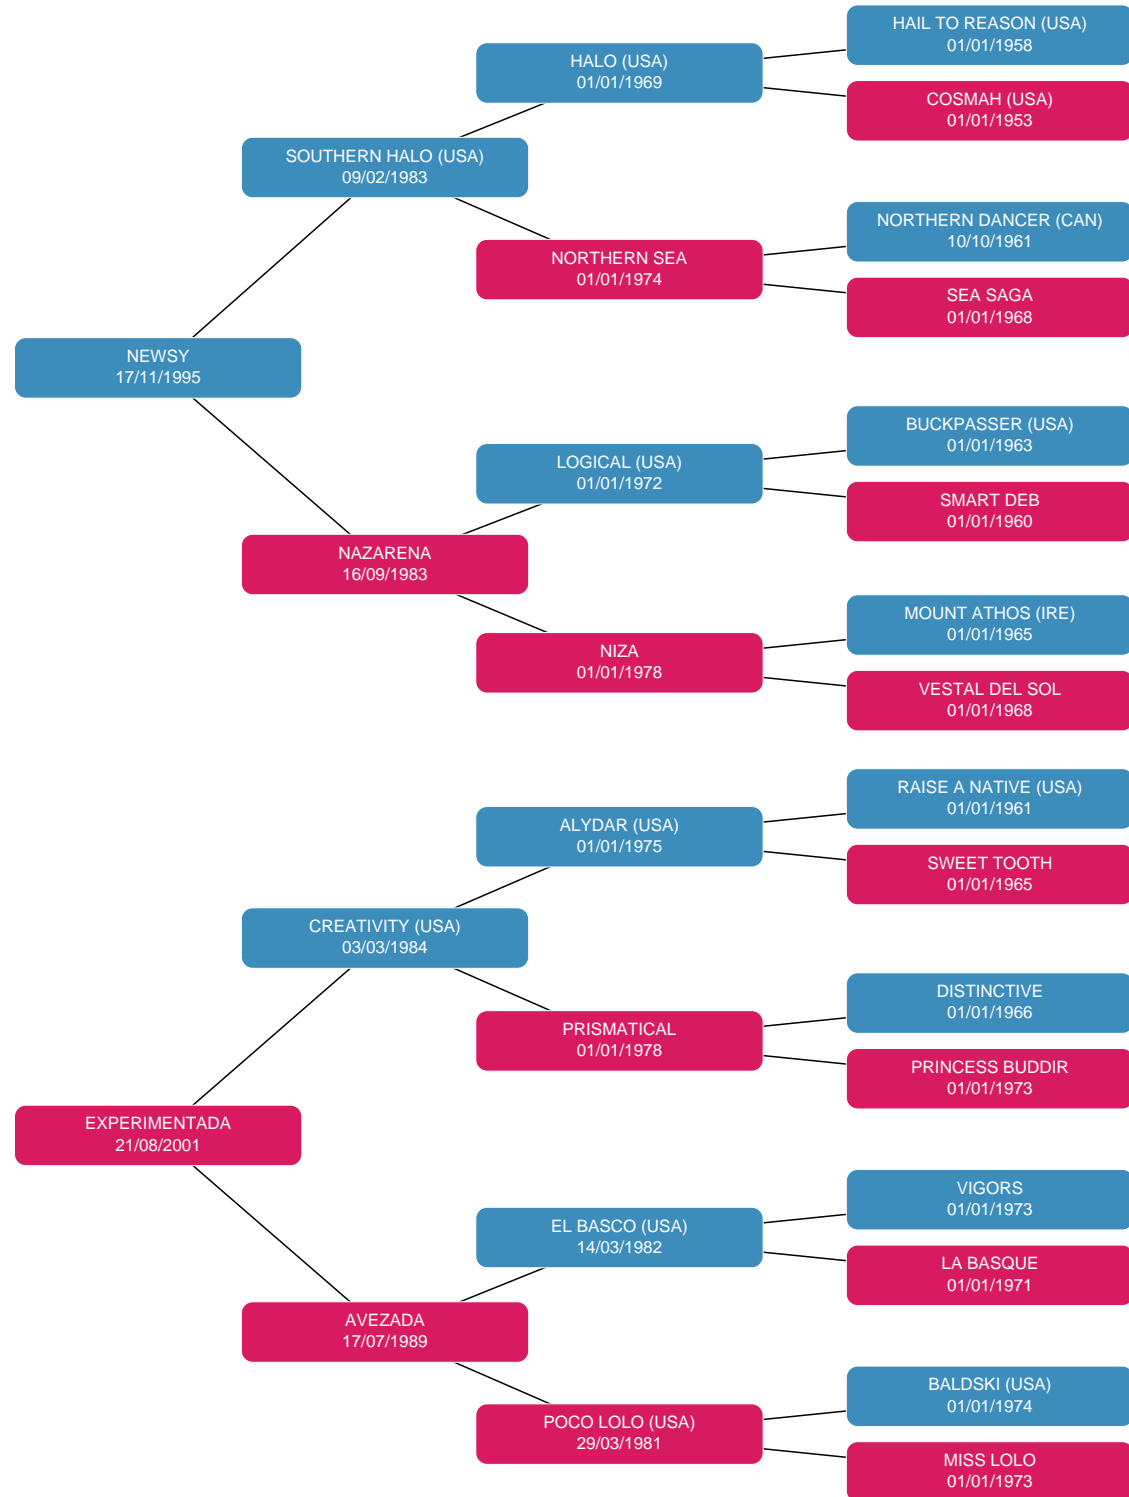 HAIL TO REASON (USA)
01/01/1958
HALO (USA)
01/01/1969
COSMAH (USA)
01/01/1953
SOUTHERN HALO (USA)
09/02/1983
NORTHERN DANCER (CAN)
10/10/1961
NORTHERN SEA
01/01/1974
SEA SAGA
01/01/1968
NEWSY
17/11/1995
BUCKPASSER (USA)
01/01/1963
LOGICAL (USA)
01/01/1972
SMART DEB
01/01/1960
NAZARENA
16/09/1983
MOUNT ATHOS (IRE)
01/01/1965
NIZA
01/01/1978
VESTAL DEL SOL
01/01/1968
RAISE A NATIVE (USA)
01/01/1961
ALYDAR (USA)
01/01/1975
SWEET TOOTH
01/01/1965
CREATIVITY (USA)
03/03/1984
DISTINCTIVE
01/01/1966
PRISMATICAL
01/01/1978
PRINCESS BUDDIR
01/01/1973
EXPERIMENTADA
21/08/2001
VIGORS
01/01/1973
EL BASCO (USA)
14/03/1982
LA BASQUE
01/01/1971
AVEZADA
17/07/1989
BALDSKI (USA)
01/01/1974
POCO LOLO (USA)
29/03/1981
MISS LOLO
01/01/1973